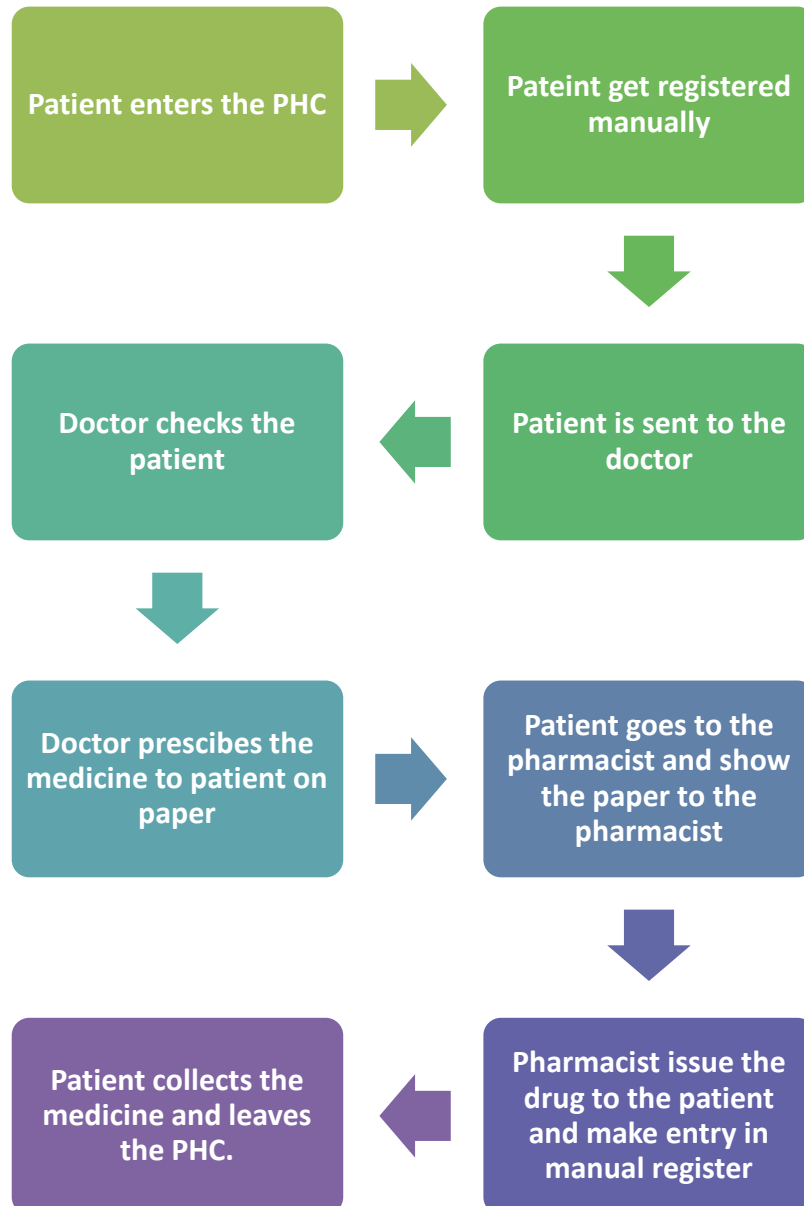 Patient enters the PHC
Pateint get registered
manually
Patient is sent to the
doctor
Doctor checks the
patient
Doctor prescibes the
medicine to patient on
paper
Patient goes to the
pharmacist and show
the paper to the
pharmacist
Pharmacist issue the
drug to the patient
and make entry in
manual register
Patient collects the
medicine and leaves
the PHC.